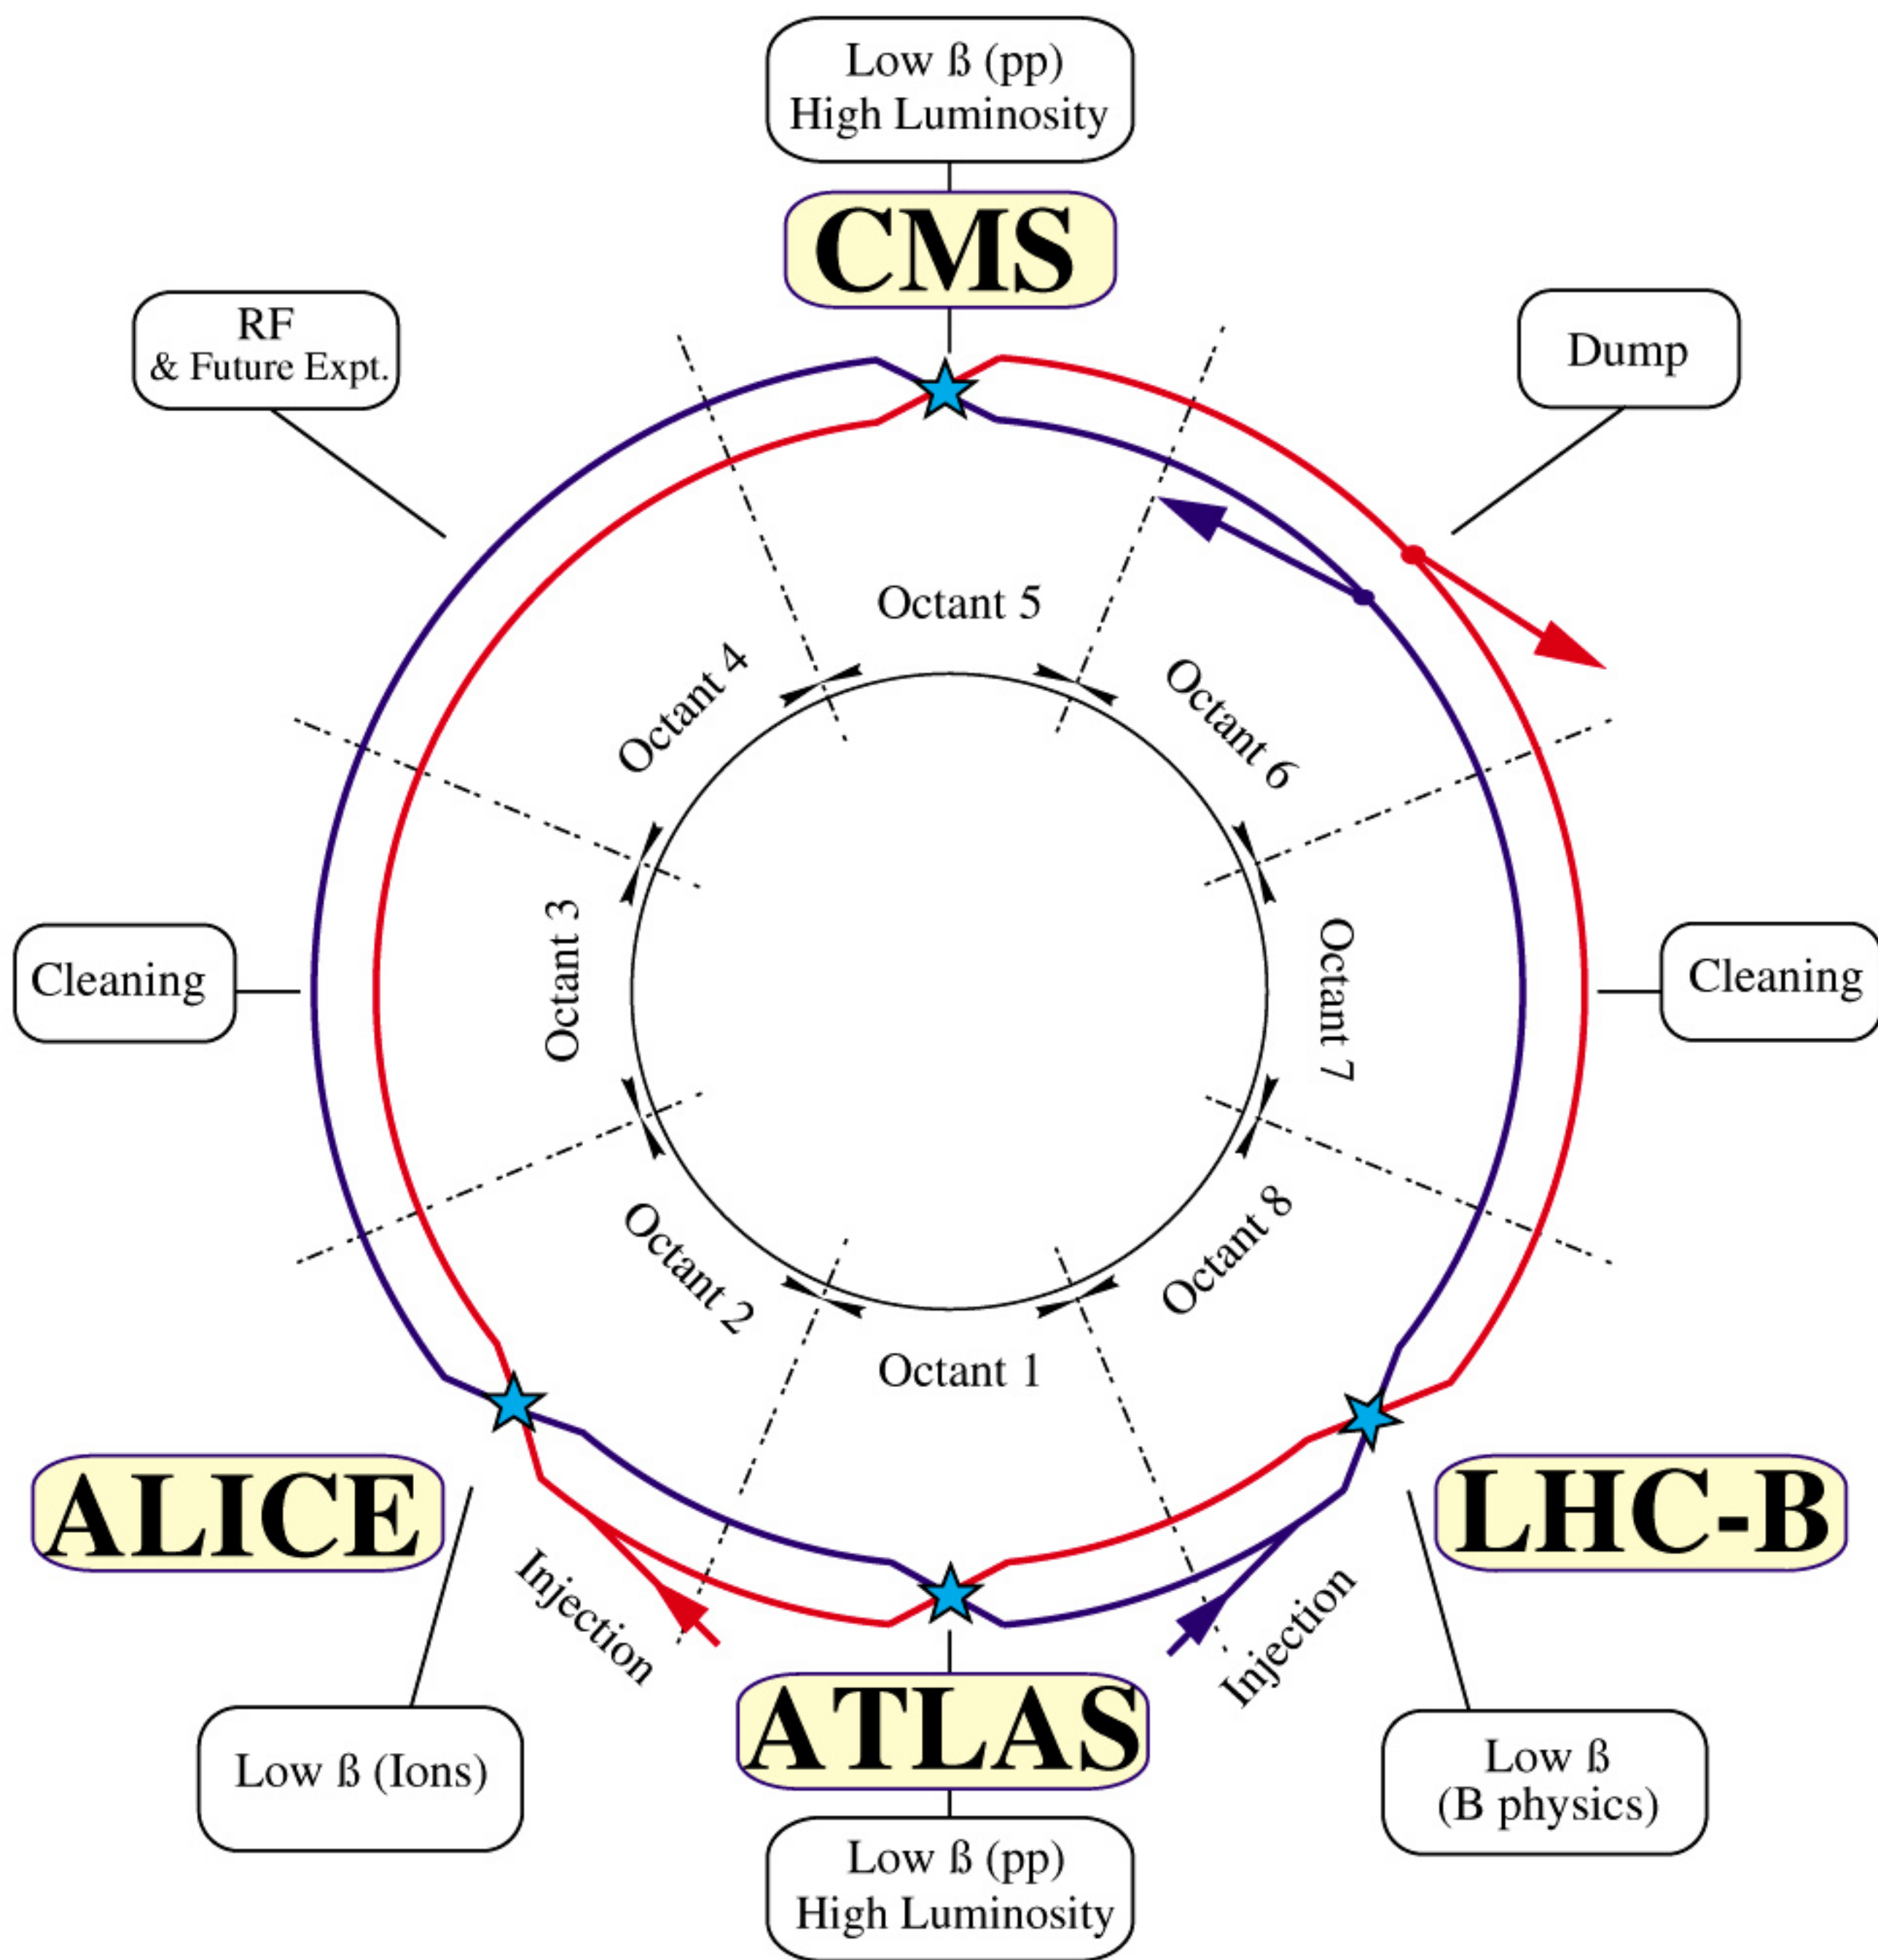 Low ß (pp)
High Luminosity
CMS
RF
& Future Expt.
Dump
Octant 5
Octant 4
Octant 6
Cleaning
Octant 3
Octant 7
Cleaning
Octant 2
Octant 8
Octant 1
ALICE
LHC-B
Injection
Injection
ATLAS
Low ß (Ions)
Low ß
(B physics)
Low ß (pp)
High Luminosity